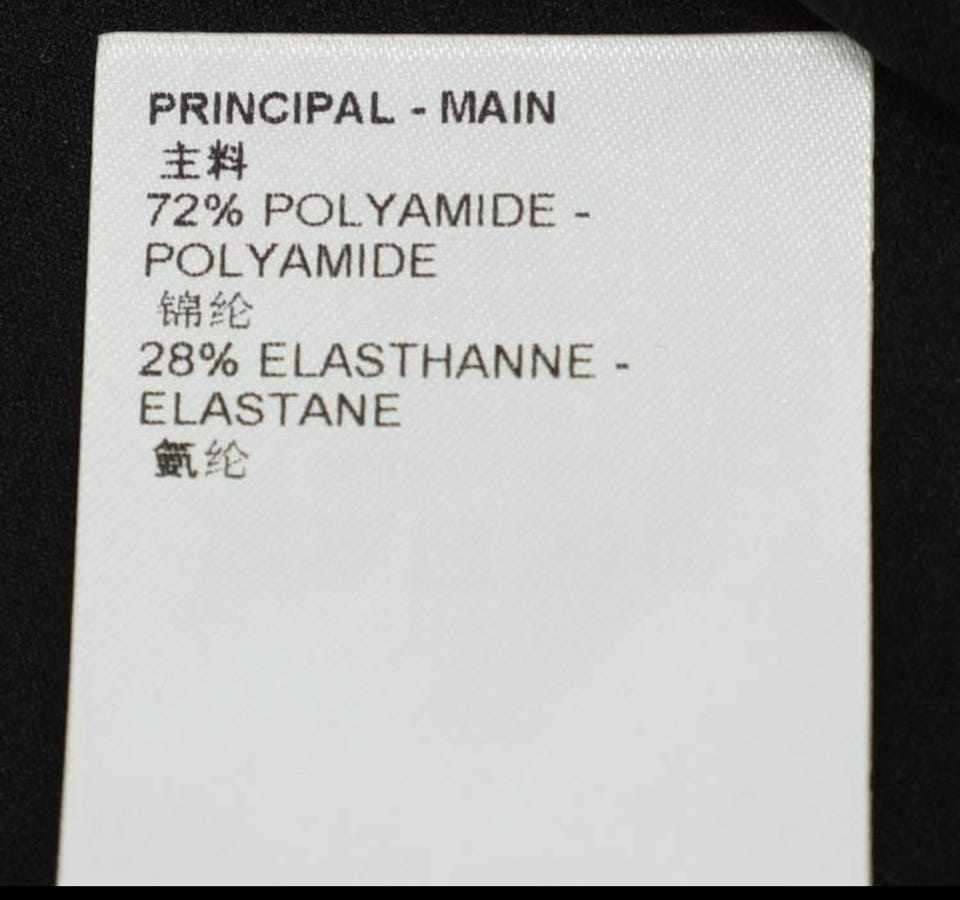 PRINCIPAL - MAIN
主料
72% POLYAMIDE -
POLYAMIDE
锦纶
28% ELASTHANNE -
ELASTANE
氨纶